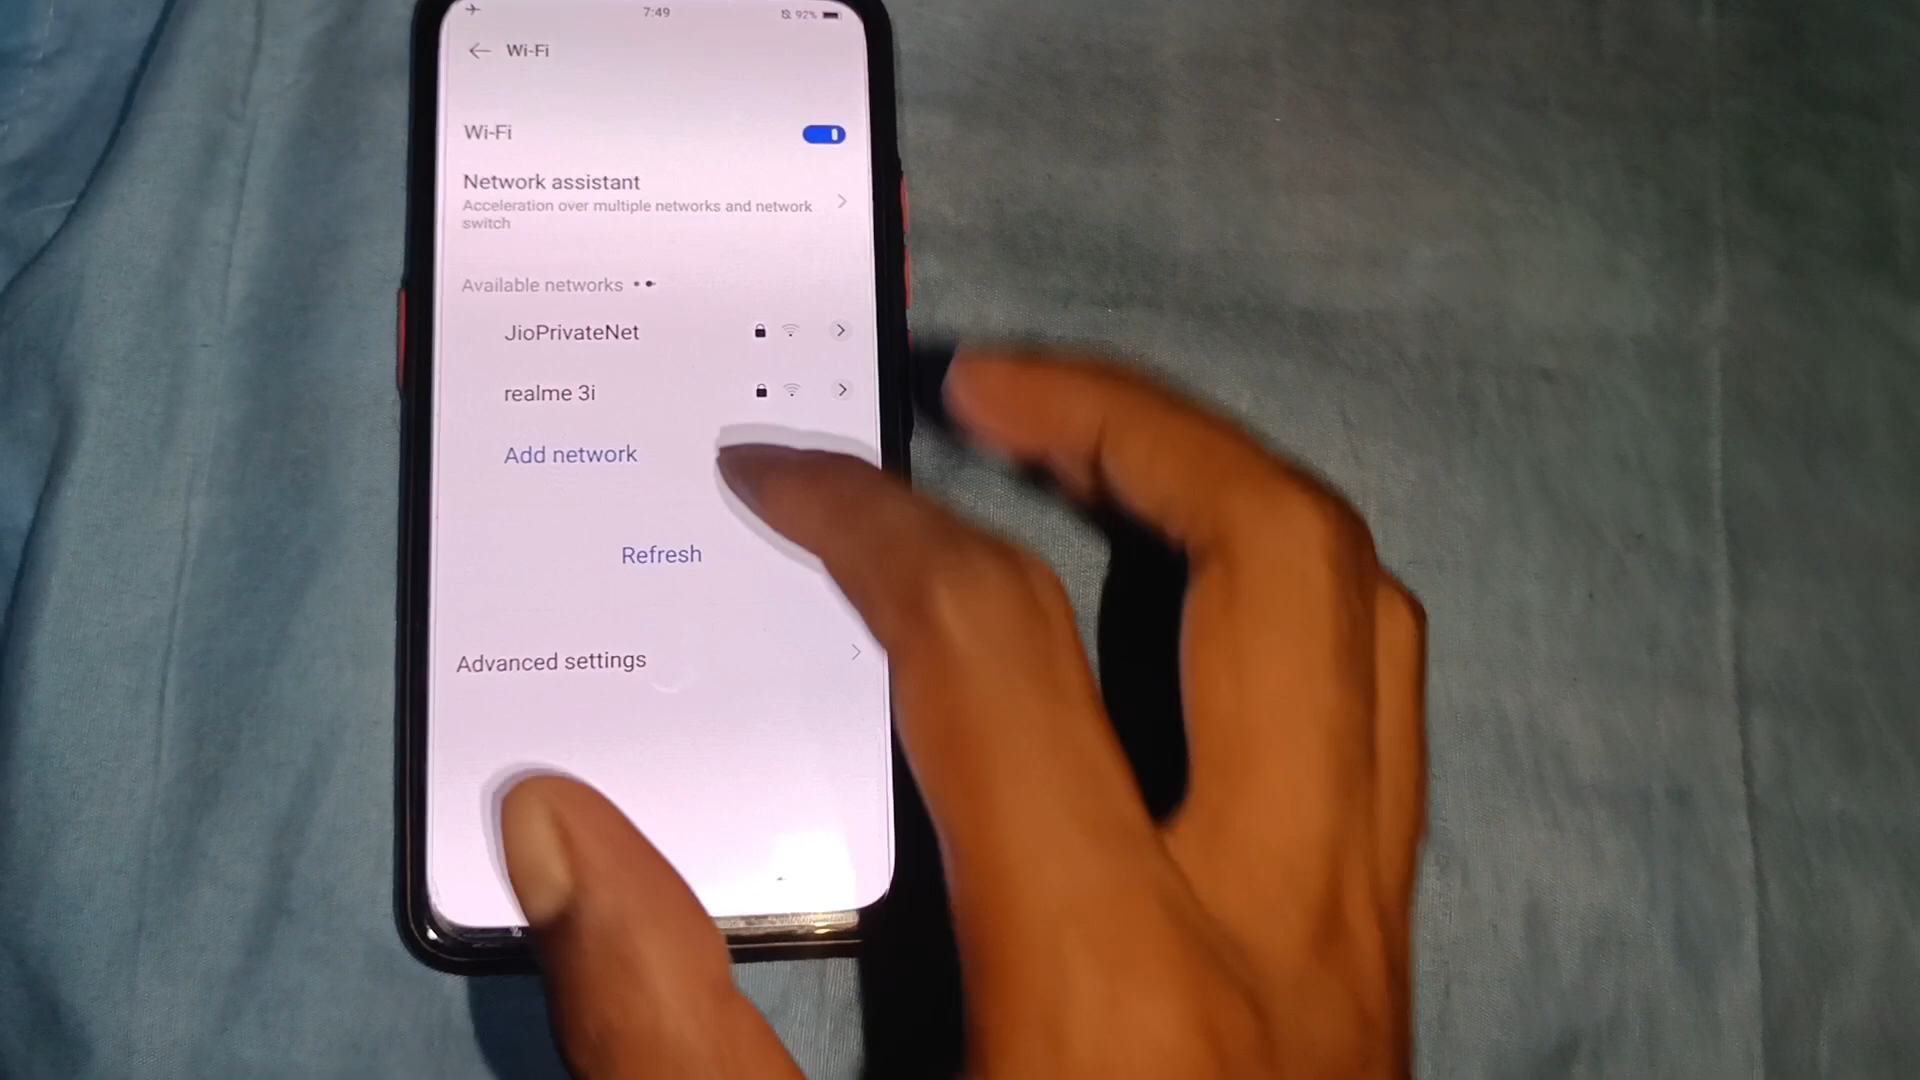 7:49
92%
Wi-Fi
Wi-Fi
Network assistant
Acceleration over multiple networks and network
switch
Available networks
JioPrivateNet
realme 3i
Add network
Refresh
Advanced settings